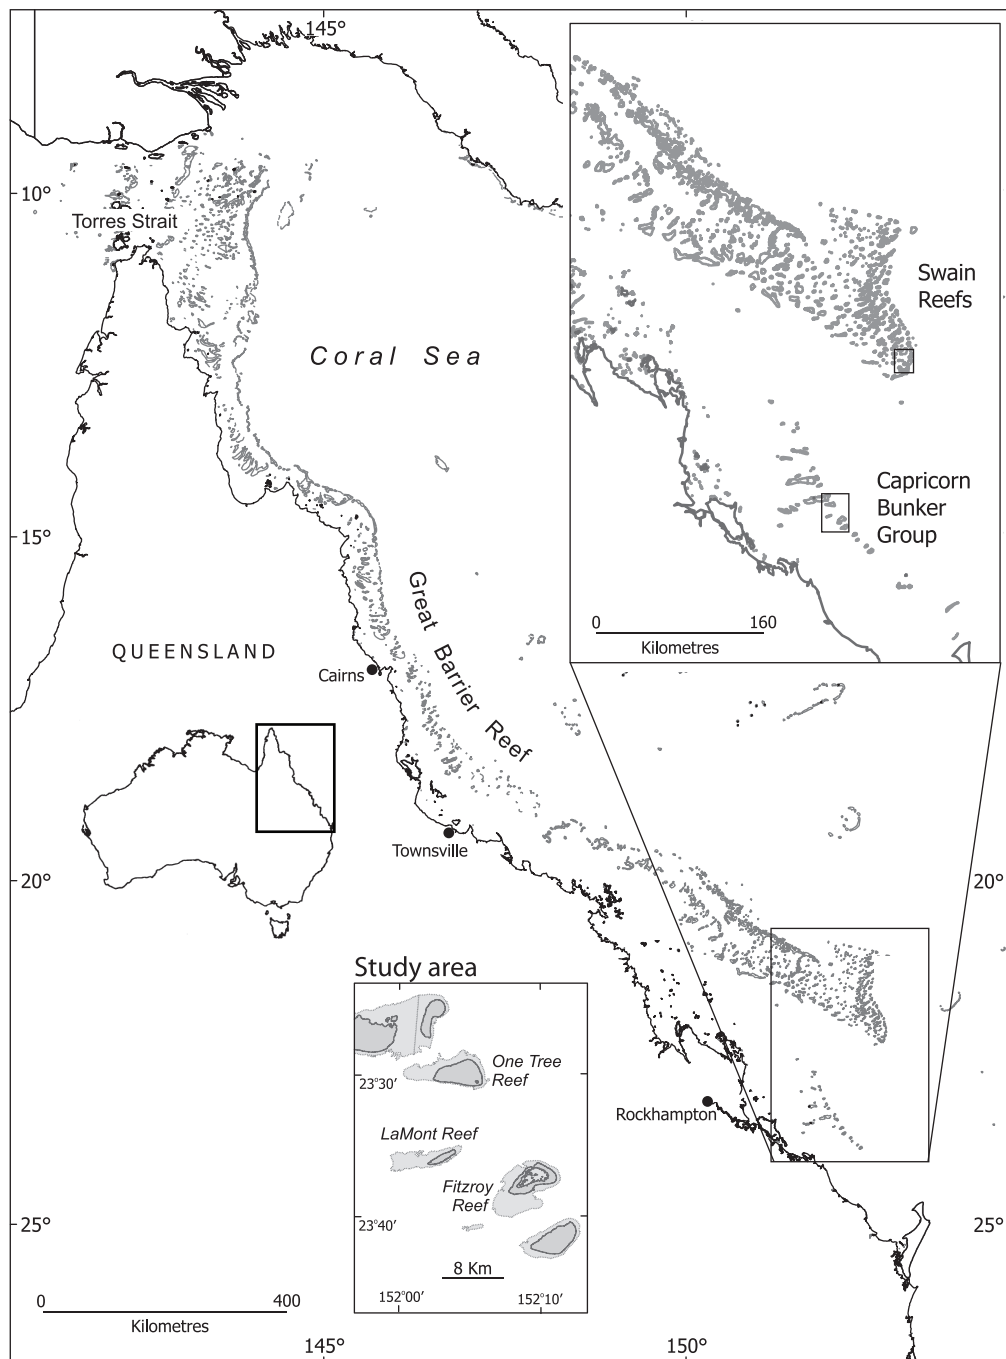 145°
10°
Torres Strait
Coral Sea
Swain
Reefs
Capricorn
Bunker
Group
0 160
Kilometres
15°
Great Barrier Reef
QUEENSLAND
Cairns
Townsville
20°
20°
Study area
One Tree
Reef
23°30'
LaMont Reef
Fitzroy
Reef
23°40'
8 Km
152°00' 152°10'
Rockhampton
25°
25°
0 400
Kilometres
145°
150°